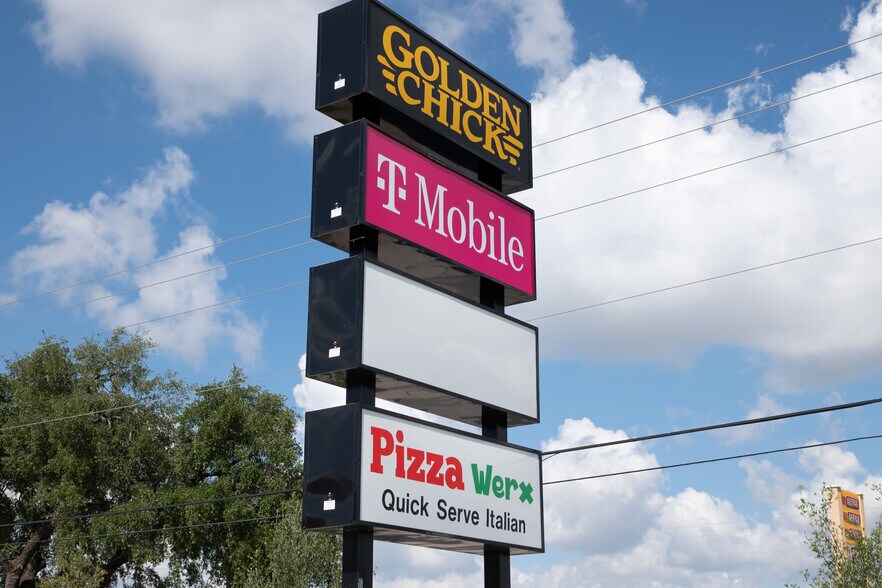 GOLDEN
CHICK
T Mobile
Pizza Werx
Quick Serve Italian